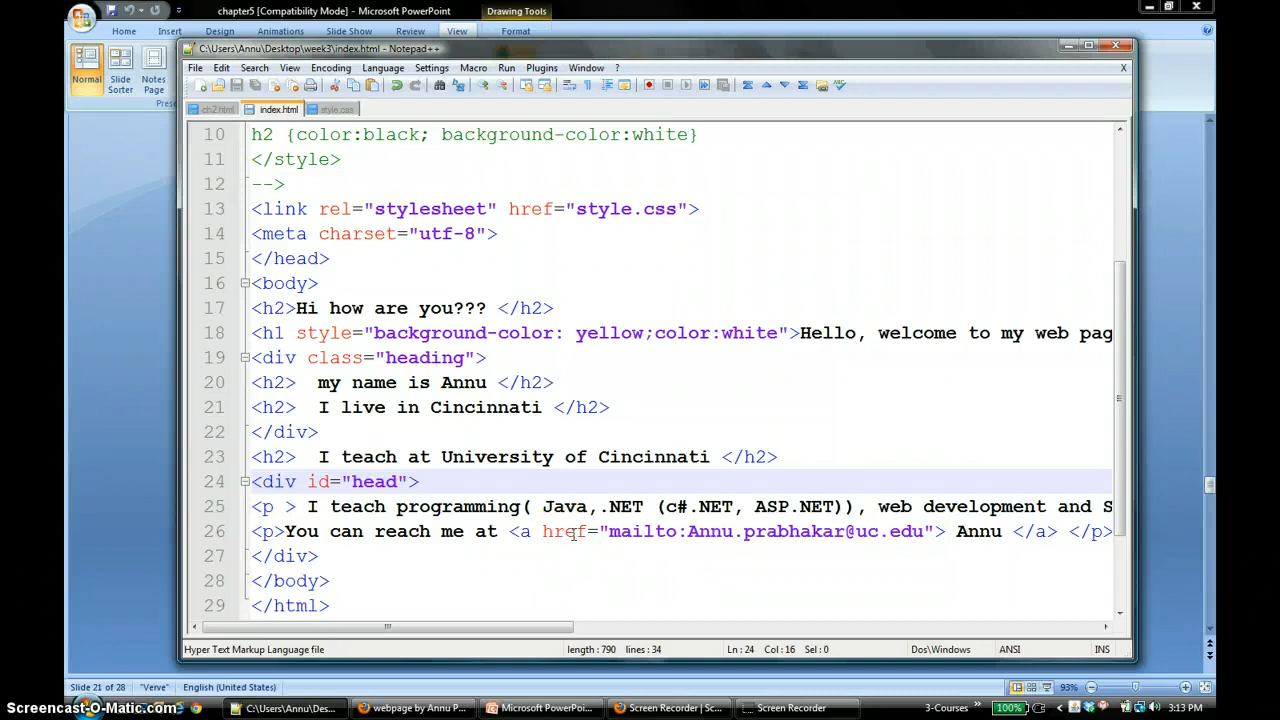 chapter5 [Compatibility Mode] - Microsoft PowerPoint
Drawing Tools
Home Insert Animations Slide Show Review View Format
C:\Users\Annu\Desktop\week3\index.html - Notepad++
File Edit Search View Encoding Language Settings Macro Run Plugins Window ? X
Normal
Slide Sorter
Notes Page
Prese
ch2.html index.html style.css
10 h2 {color:black; background-color:white}
11 </style>
12 -->
13 <link rel="stylesheet" href="style.css">
14 <meta charset="utf-8">
15 </head>
16 <body>
17 <h2>Hi how are you??? </h2>
18 <h1 style="background-color: yellow;color:white">Hello, welcome to my web pag
19 <div class="heading">
20 <h2> my name is Annu </h2>
21 <h2> I live in Cincinnati </h2>
22 </div>
23 <h2> I teach at University of Cincinnati </h2>
24 <div id="head">
25 <p > I teach programming( Java,.NET (c#.NET, ASP.NET)), web development and S
26 <p>You can reach me at <a href="mailto:Annu.prabhakar@uc.edu"> Annu </a> </p>
27 </div>
28 </body>
29 </html>
Hyper Text Markup Language file length : 790 lines : 34 Ln : 24 Col : 16 Sel : 0 Dos\Windows ANSI INS
Slide 21 of 28 "Verve" English (United States) 93%
Screencast-O-Matic.com C:\Users\Annu\Des... webpage by Annu P... Microsoft PowerPoi... Screen Recorder | Sc... Screen Recorder 3-Courses 100% 3:13 PM